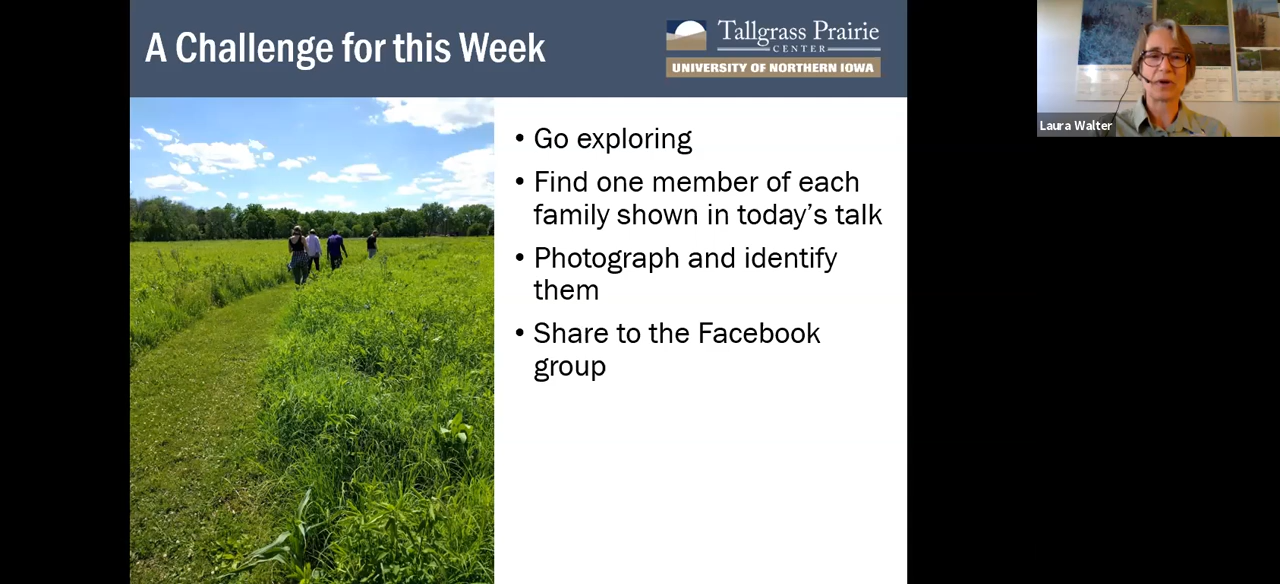 A Challenge for this Week
Tallgrass Prairie
CENTER
UNIVERSITY OF NORTHERN IOWA
• Go exploring
• Find one member of each
family shown in today’s talk
• Photograph and identify
them
• Share to the Facebook
group
Laura Walter